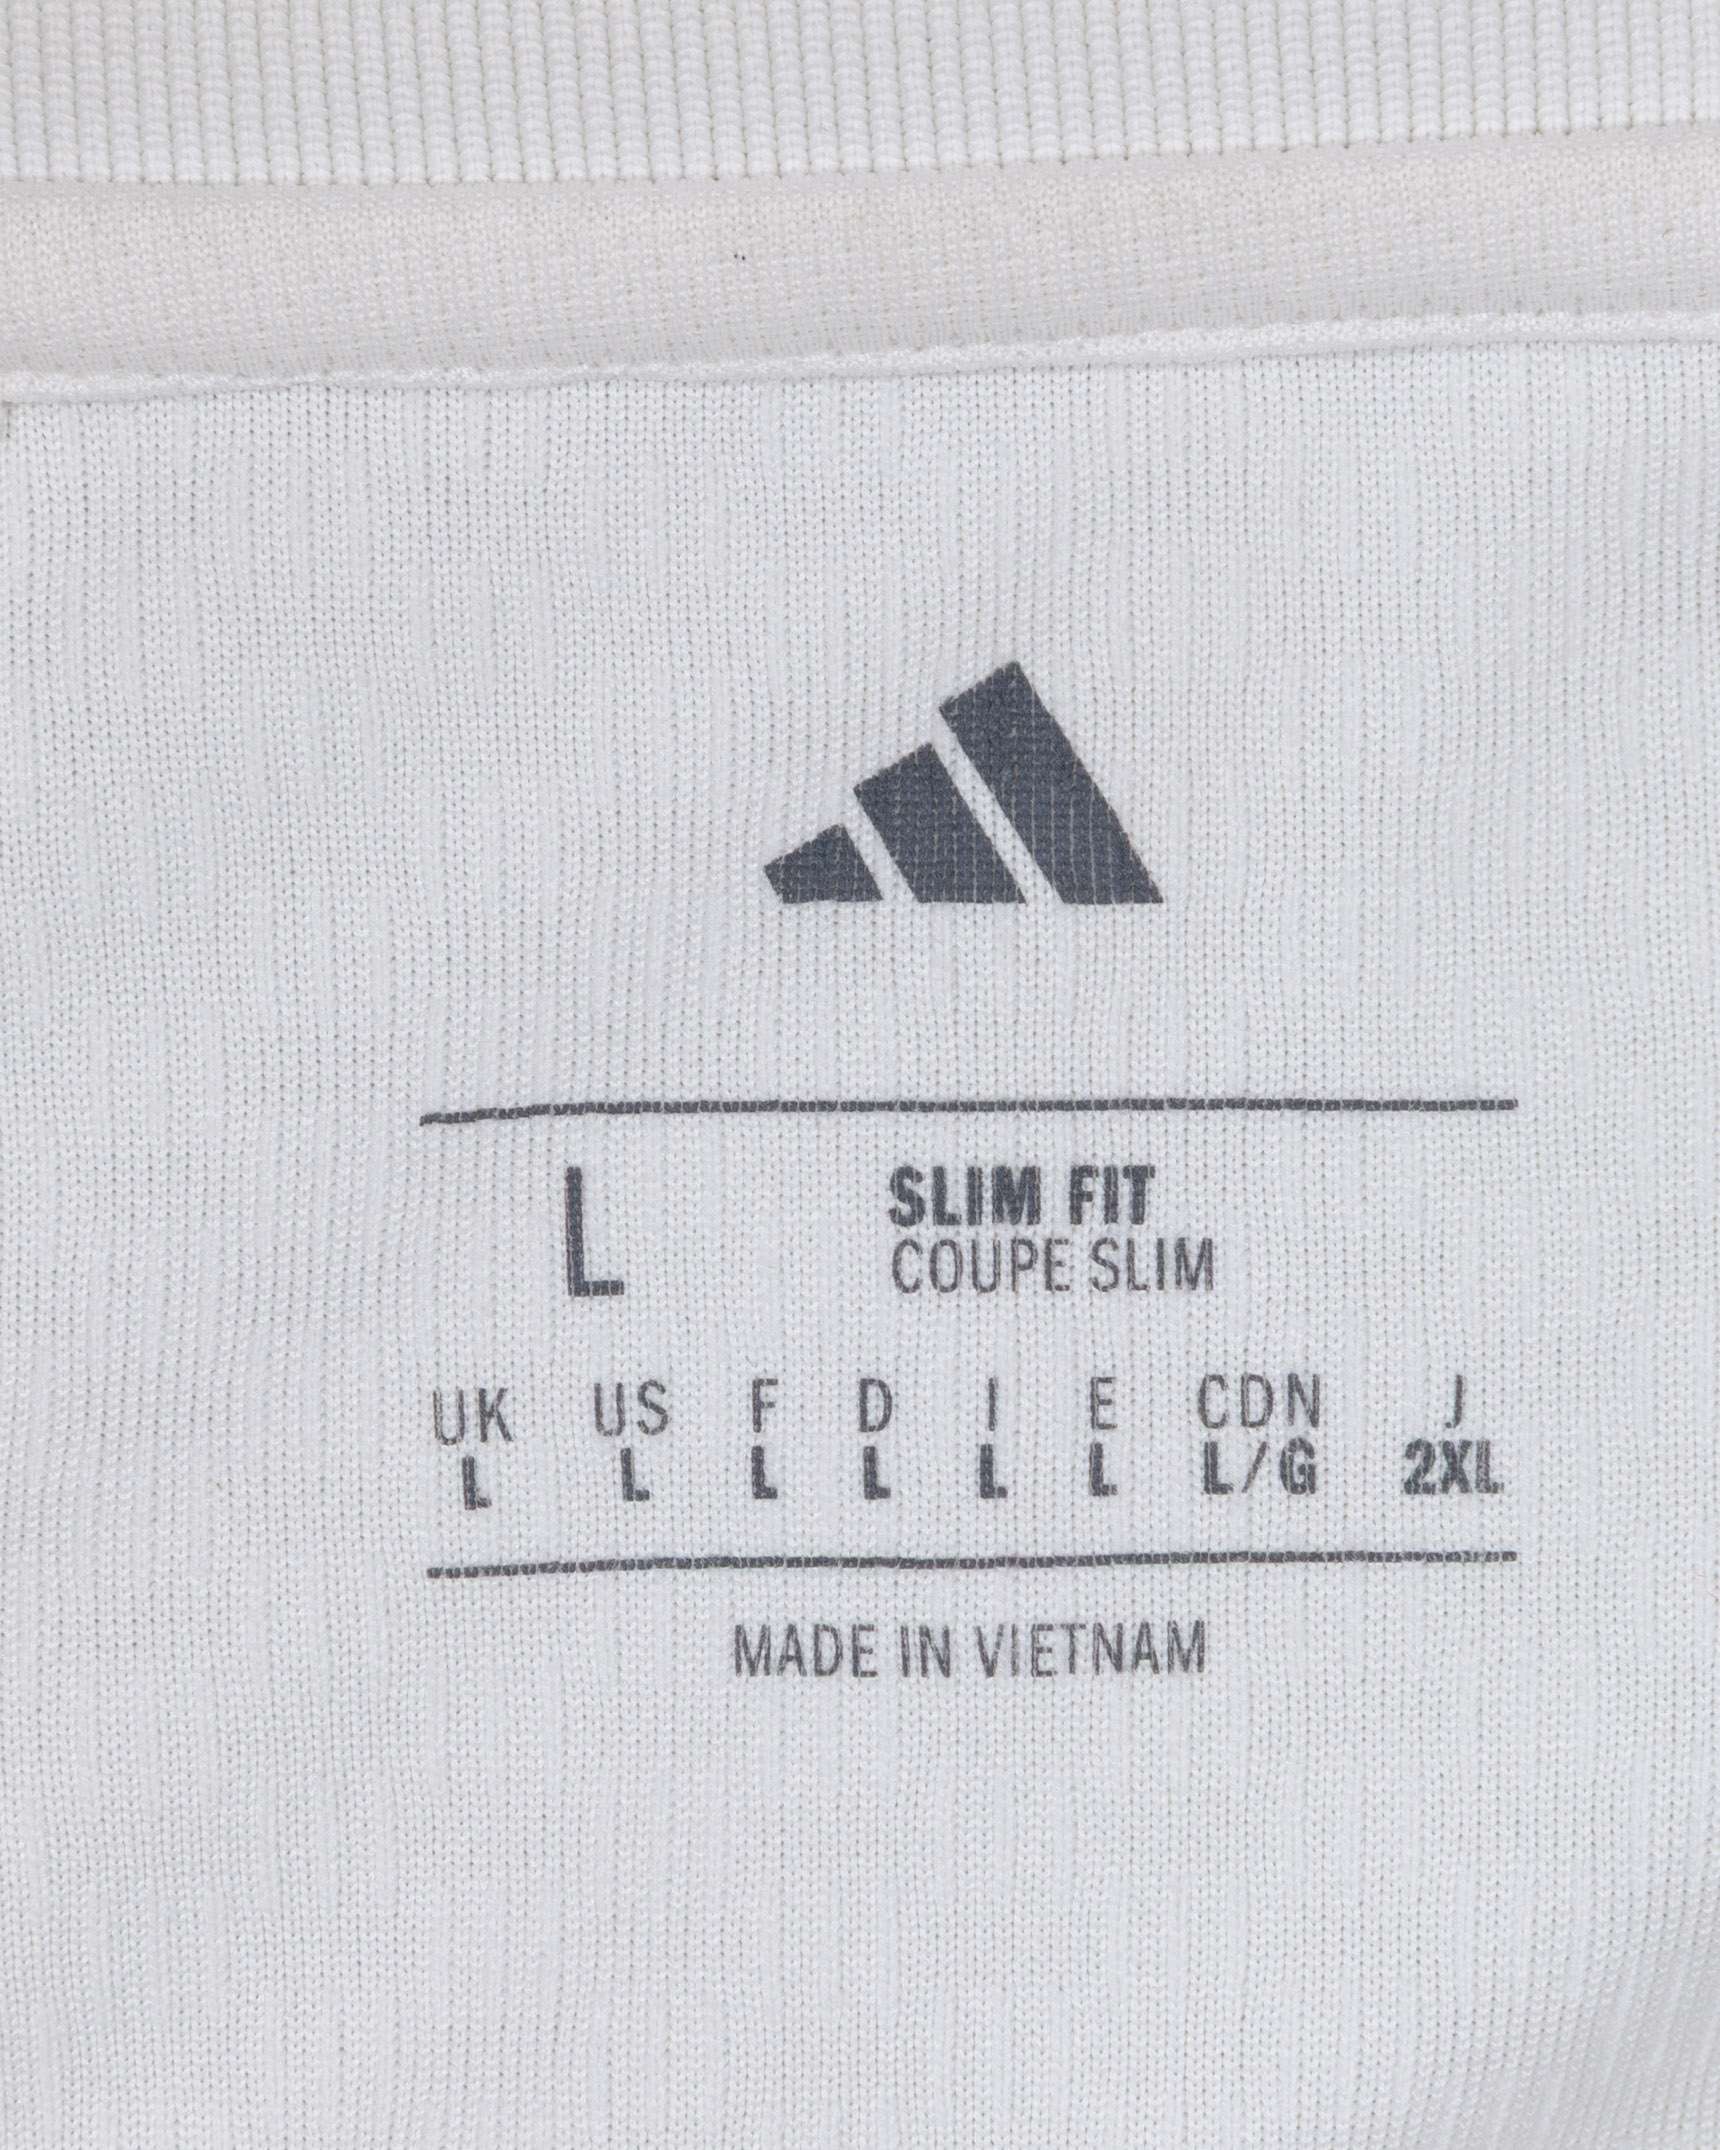 L
SLIM FIT
COUPE SLIM
UK US F D I E CDN J
L L L L L L L/G 2XL
MADE IN VIETNAM